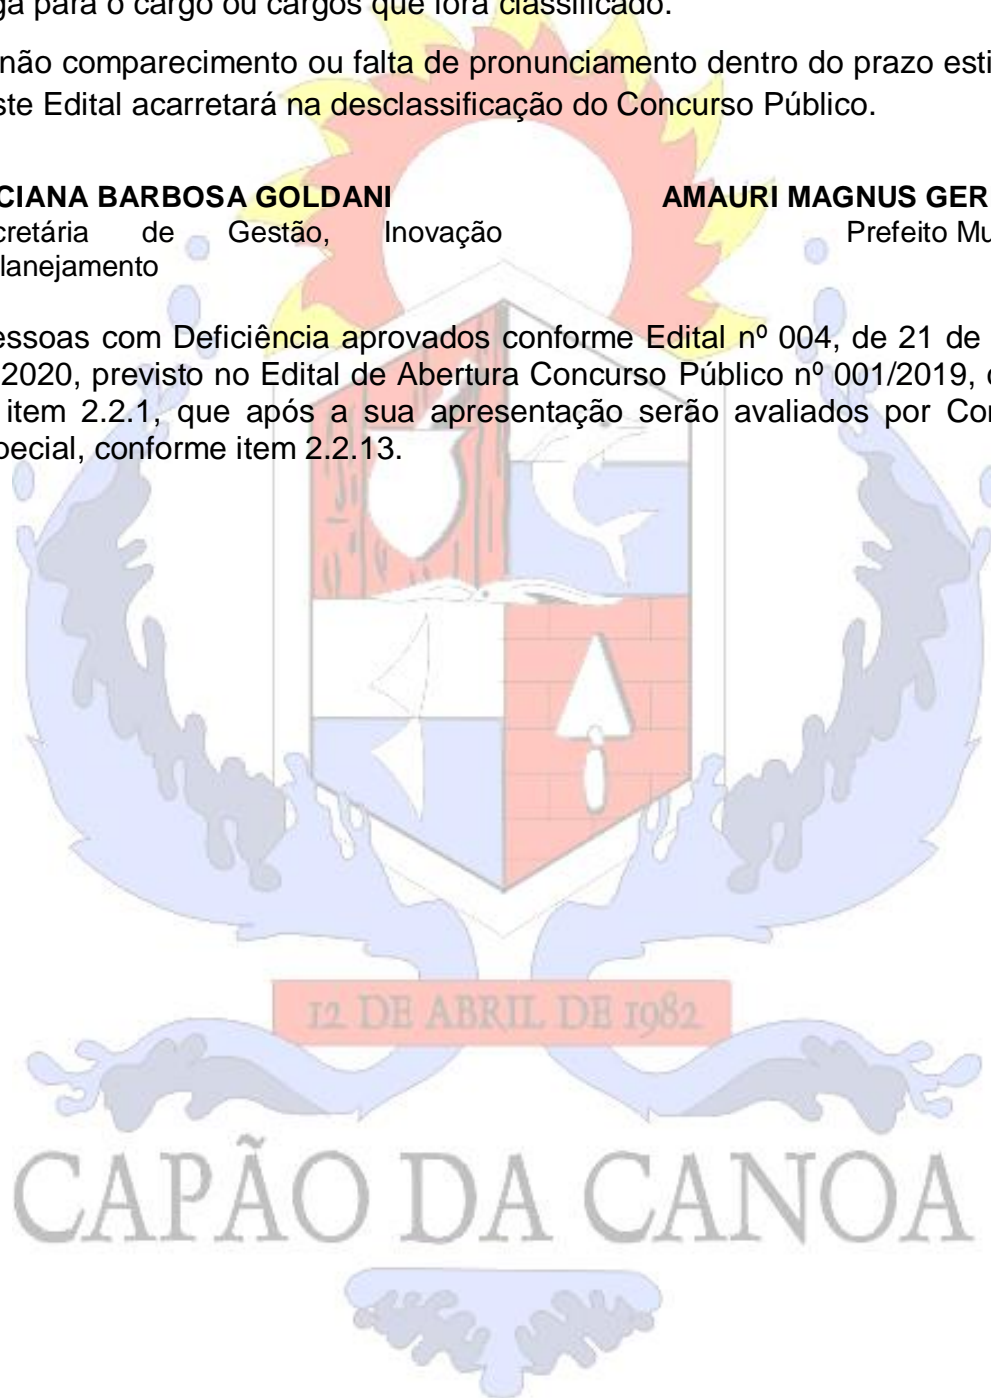 ga para o cargo ou cargos que fora classificado.
não comparecimento ou falta de pronunciamento dentro do prazo esti
ste Edital acarretará na desclassificação do Concurso Público.
CIANA BARBOSA GOLDANI AMAURI MAGNUS GER
cretária de Gestão, Inovação Prefeito Mu
lanejamento
essoas com Deficiência aprovados conforme Edital nº 004, de 21 de
2020, previsto no Edital de Abertura Concurso Público nº 001/2019, c
item 2.2.1, que após a sua apresentação serão avaliados por Cor
pecial, conforme item 2.2.13.
12 DE ABRIL DE 1982
CAPÃO DA CANOA